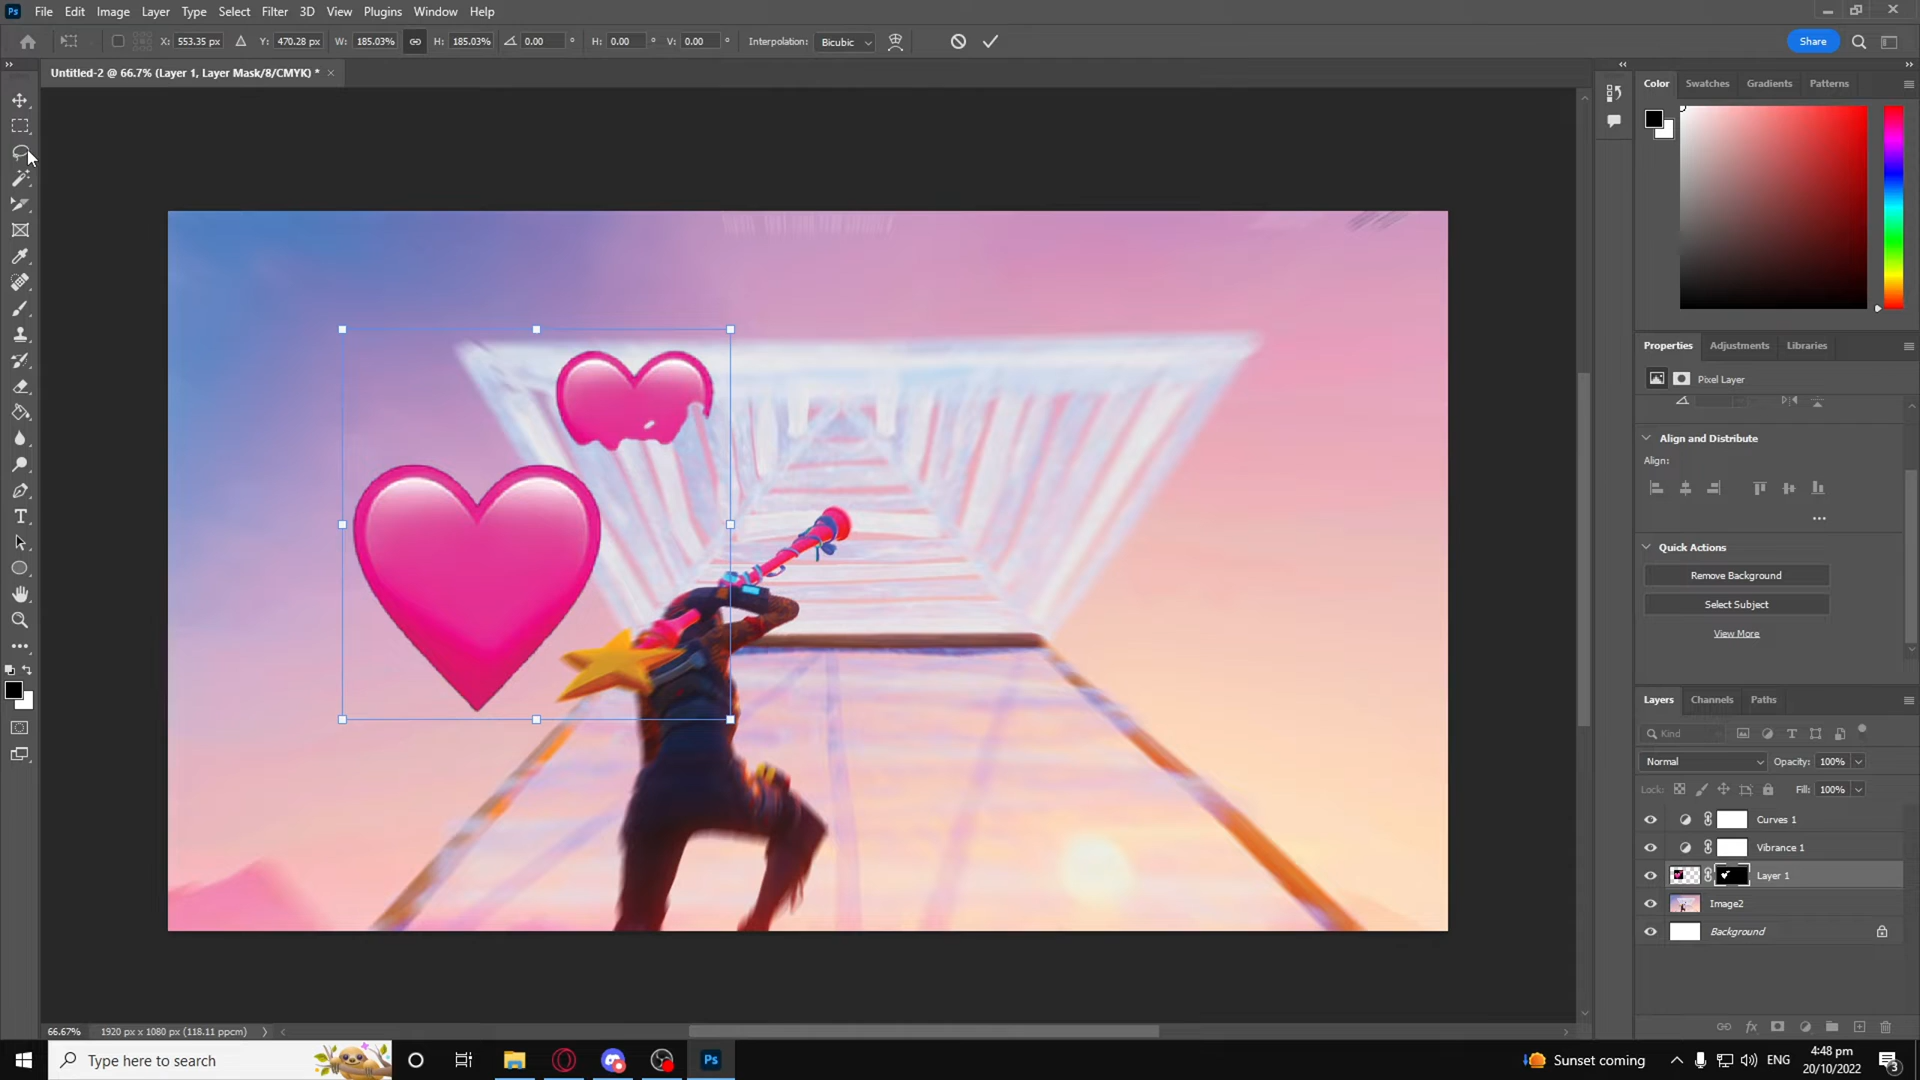 Ps File Edit Image Layer Type Select Filter 3D View Plugins Window Help
X: 553.35 px Y: 470.28 px W: 185.03% H: 185.03% 0.00 ° H: 0.00 ° V: 0.00 ° Interpolation: Bicubic Share
Untitled-2 @ 66.7% (Layer 1, Layer Mask/8/CMYK) * ×
Color Swatches Gradients Patterns
Properties Adjustments Libraries
Pixel Layer
Align and Distribute
Align:
Quick Actions
Remove Background
Select Subject
View More
Layers Channels Paths
Kind
Normal Opacity: 100%
Lock: Fill: 100%
Curves 1
Vibrance 1
Layer 1
Image2
Background
66.67% 1920 px x 1080 px (118.11 ppcm)
Type here to search
Ps
Sunset coming
ENG
4:48 pm
20/10/2022
3